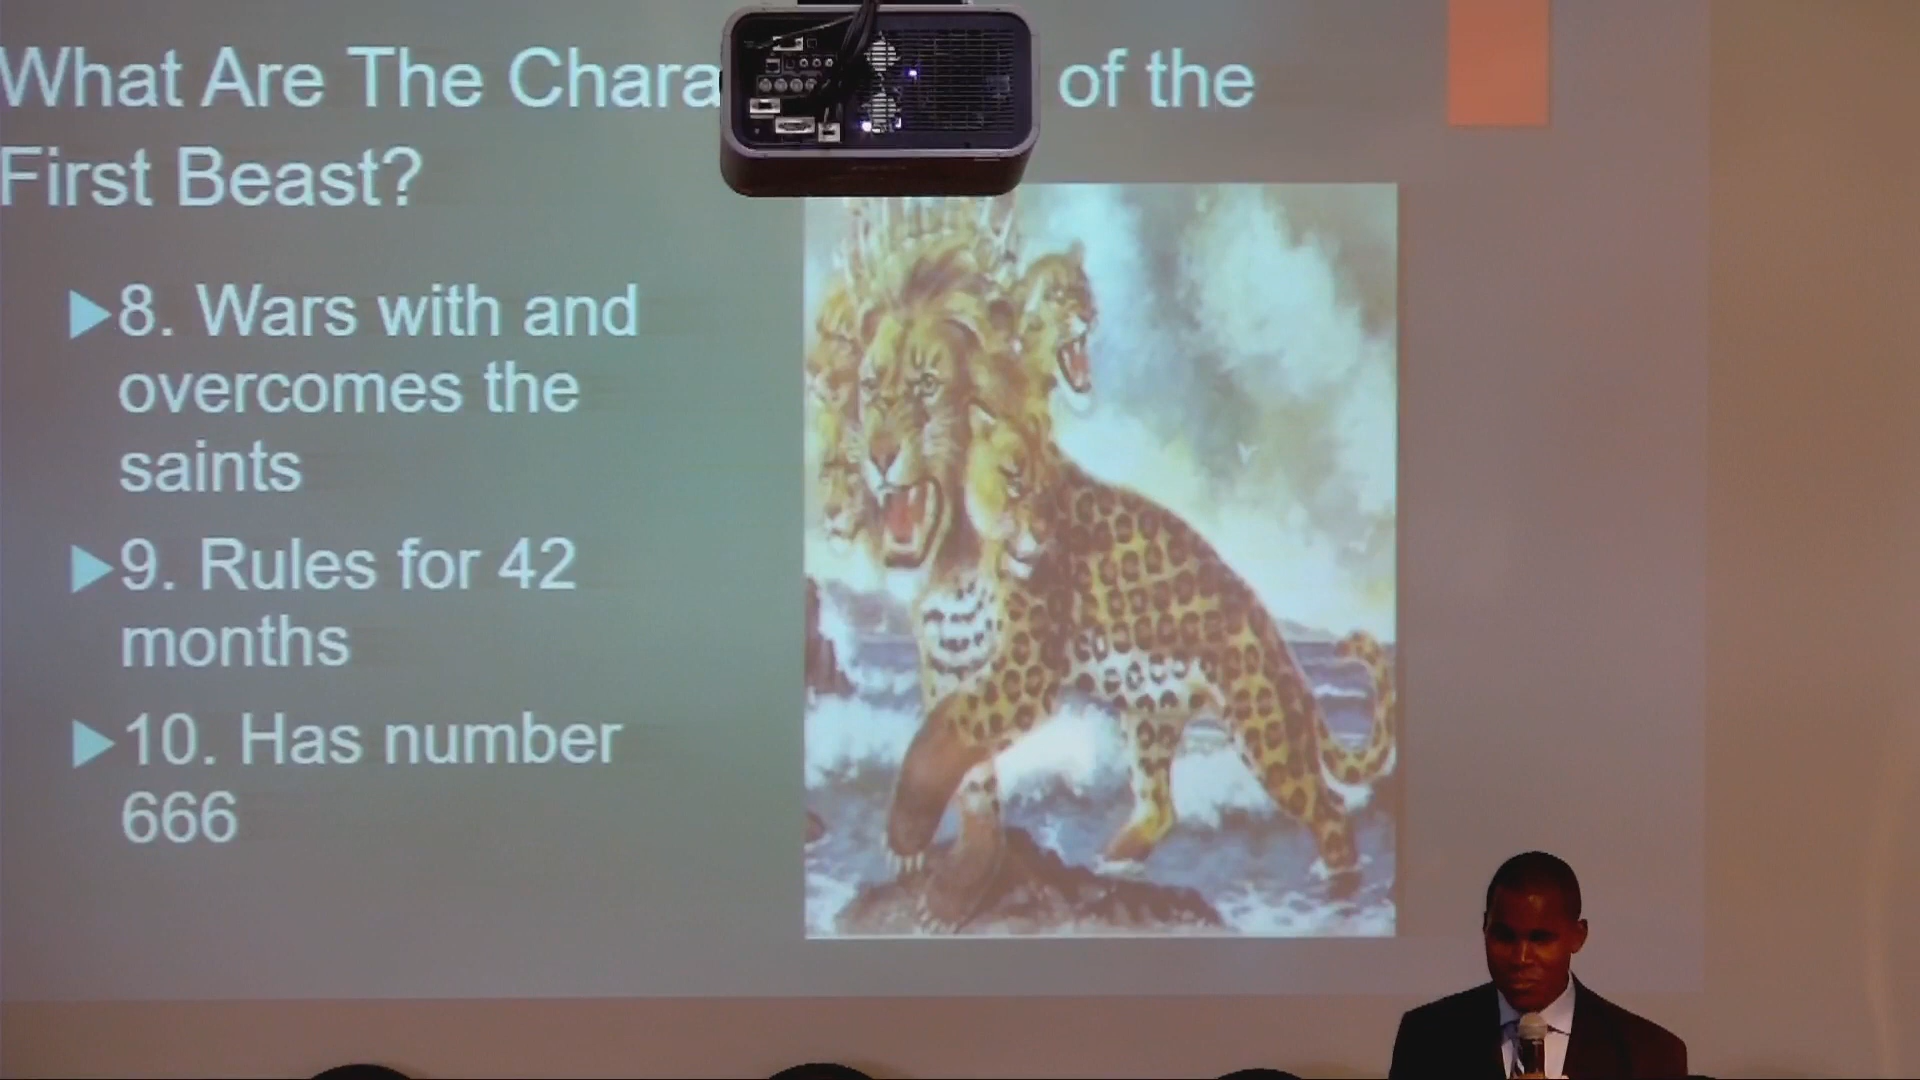 What Are The Chara of the
First Beast?
▶8. Wars with and
overcomes the
saints
▶9. Rules for 42
months
▶10. Has number
666